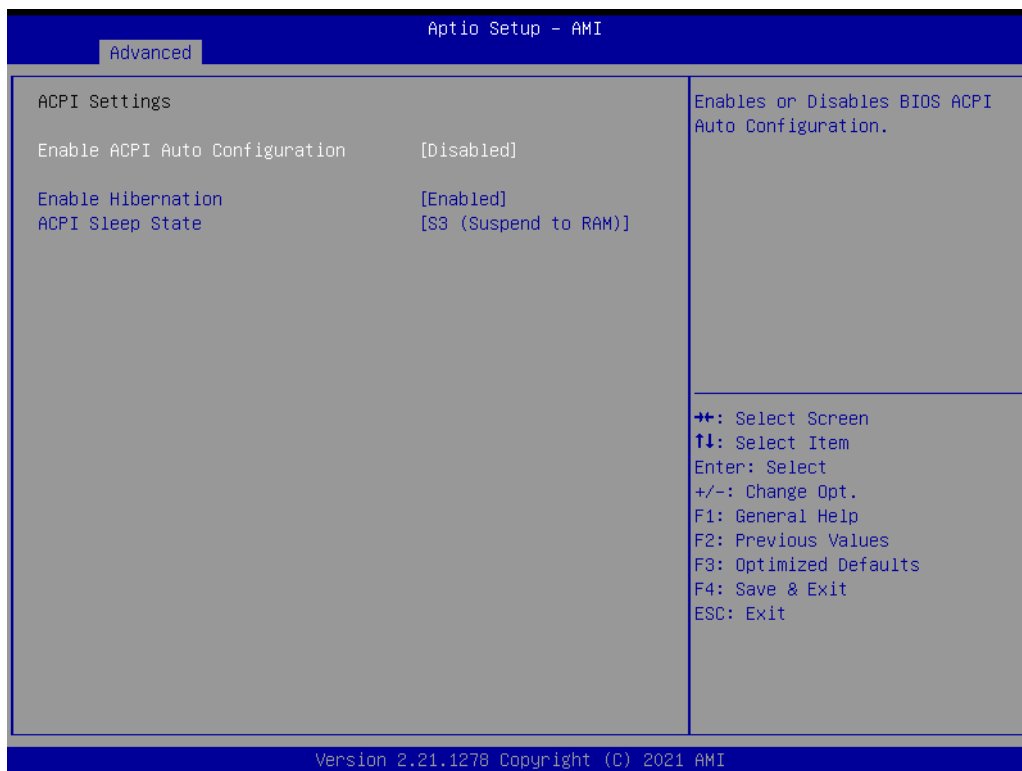 Aptio Setup – AMI
Advanced
ACPI Settings
Enable ACPI Auto Configuration [Disabled]
Enable Hibernation [Enabled]
ACPI Sleep State [S3 (Suspend to RAM)]
Enables or Disables BIOS ACPI
Auto Configuration.
→←: Select Screen
↑↓: Select Item
Enter: Select
+/-: Change Opt.
F1: General Help
F2: Previous Values
F3: Optimized Defaults
F4: Save & Exit
ESC: Exit
Version 2.21.1278 Copyright (C) 2021 AMI